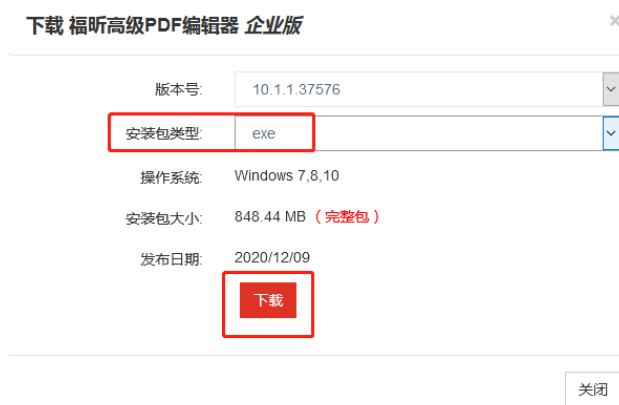 下载 福昕高级PDF编辑器 企业版 ×
版本号: 10.1.1.37576
安装包类型: exe
操作系统: Windows 7,8,10
安装包大小: 848.44 MB（完整包）
发布日期: 2020/12/09
下载
关闭